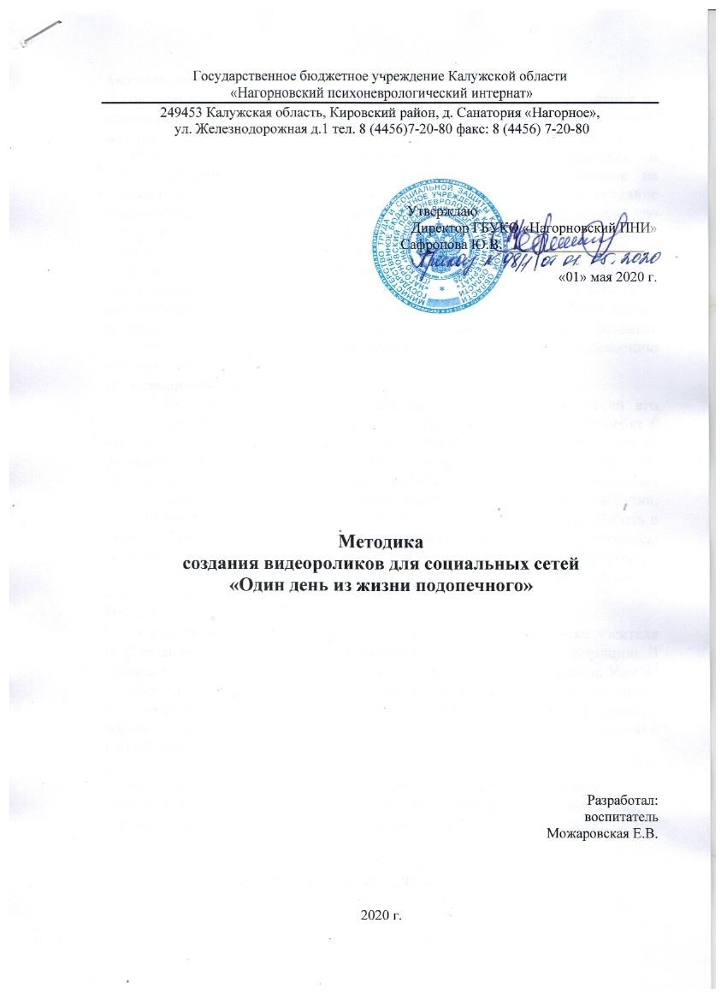 Государственное бюджетное учреждение Калужской области
«Нагорновский психоневрологический интернат»
249453 Калужская область, Кировский район, д. Санатория «Нагорное»,
ул. Железнодорожная д.1 тел. 8 (4456)7-20-80 факс: 8 (4456) 7-20-80
Утверждаю
Директор ГБУКО «Нагорновский ПНИ»
Сафропова Ю.В.
Приказ № 98/1 от 01.05.2020
«01» мая 2020 г.
Методика
создания видеороликов для социальных сетей
«Один день из жизни подопечного»
Разработал:
воспитатель
Можаровская Е.В.
2020 г.